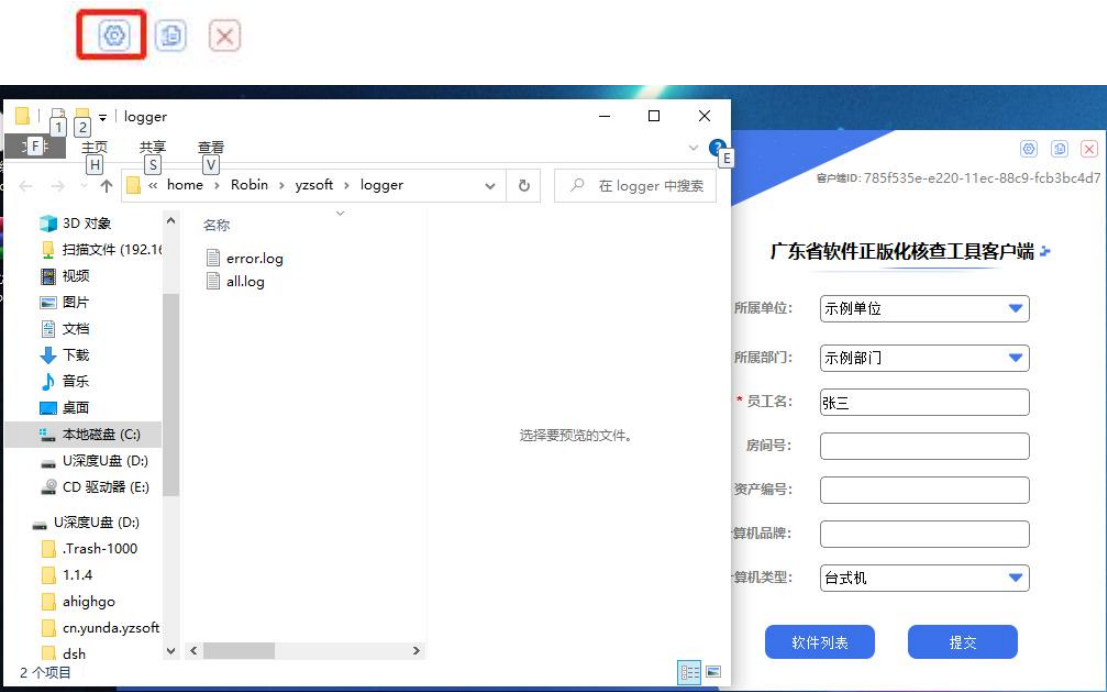 logger
1
2
F
主页
共享
查看
H
S
V
E
« home › Robin › yzsoft › logger
在 logger 中搜索
3D 对象
扫描文件 (192.16
视频
图片
文档
下载
音乐
桌面
本地磁盘 (C:)
U深度U盘 (D:)
CD 驱动器 (E:)
U深度U盘 (D:)
.Trash-1000
1.1.4
ahighgo
cn.yunda.yzsoft
dsh
名称
error.log
all.log
选择要预览的文件。
2 个项目
客户端ID: 785f535e-e220-11ec-88c9-fcb3bc4d7
广东省软件正版化核查工具客户端
所属单位: 示例单位
所属部门: 示例部门
* 员工名: 张三
房间号:
资产编号:
算机品牌:
算机类型: 台式机
软件列表
提交